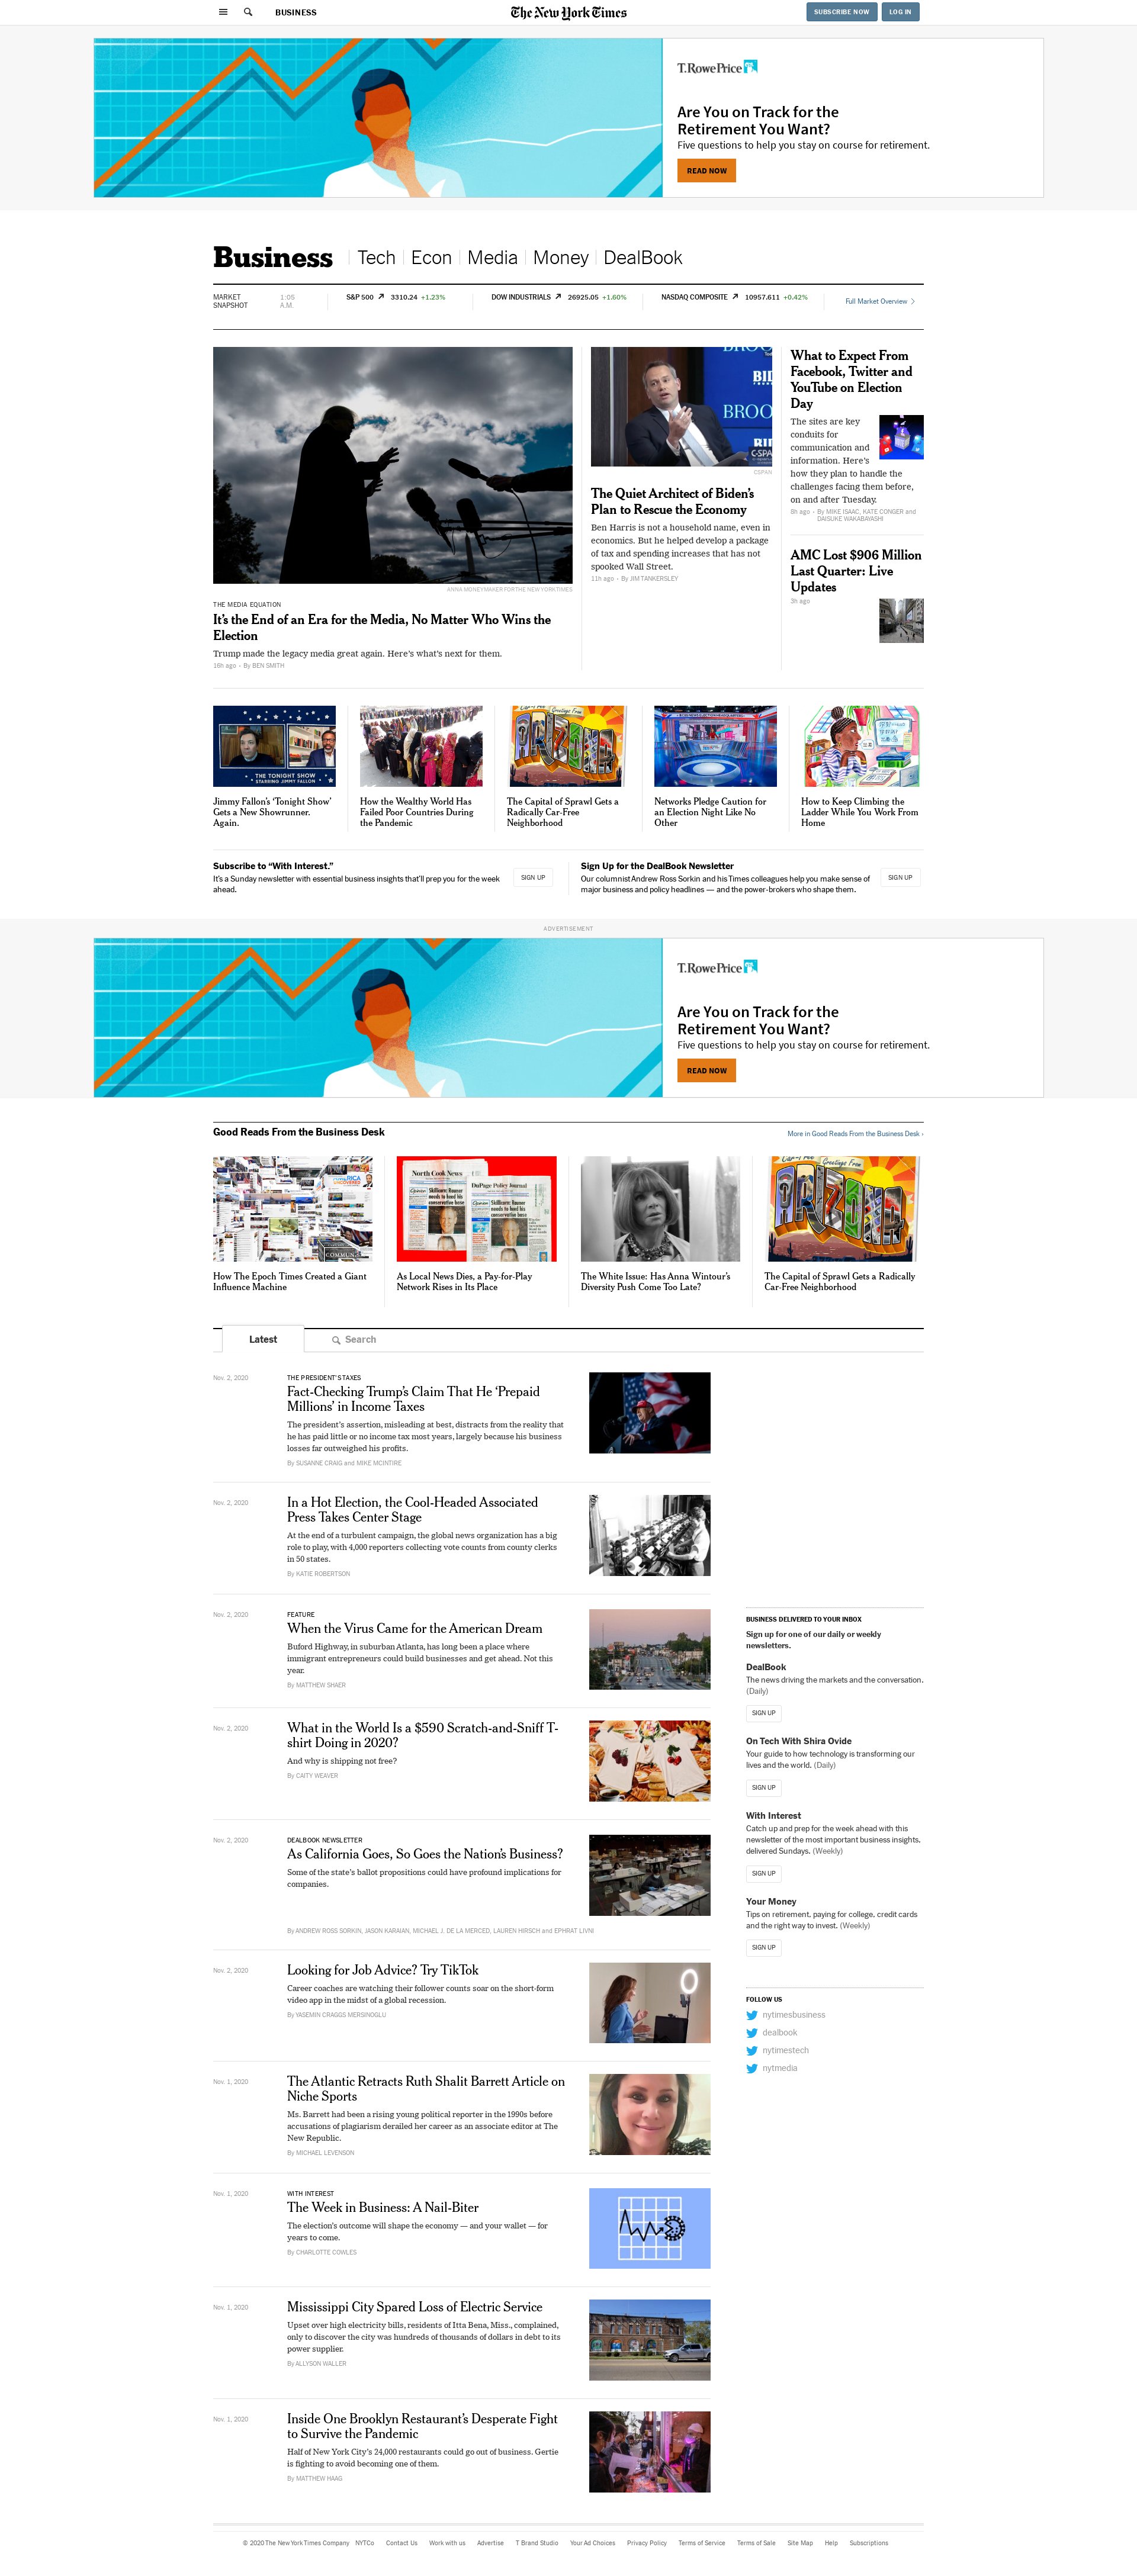 BUSINESS
The New York Times
SUBSCRIBE NOW
LOG IN
T.RowePrice
Are You on Track for the
Retirement You Want?
Five questions to help you stay on course for retirement.
READ NOW
Business
Tech
Econ
Media
Money
DealBook
MARKET
SNAPSHOT
1:05
A.M.
S&P 500 3310.24 +1.23%
DOW INDUSTRIALS 26925.05 +1.60%
NASDAQ COMPOSITE 10957.611 +0.42%
Full Market Overview
ANNA MONEYMAKER FOR THE NEW YORK TIMES
THE MEDIA EQUATION
It's the End of an Era for the Media, No Matter Who Wins the
Election
Trump made the legacy media great again. Here's what's next for them.
16h ago · By BEN SMITH
BROO
BROO
C-SPAN
CSPAN
The Quiet Architect of Biden's
Plan to Rescue the Economy
Ben Harris is not a household name, even in
economics. But he helped develop a package
of tax and spending increases that has not
spooked Wall Street.
11h ago · By JIM TANKERSLEY
What to Expect From
Facebook, Twitter and
YouTube on Election
Day
The sites are key
conduits for
communication and
information. Here's
how they plan to handle the
challenges facing them before,
on and after Tuesday.
8h ago · By MIKE ISAAC, KATE CONGER and
DAISUKE WAKABAYASHI
AMC Lost $906 Million
Last Quarter: Live
Updates
3h ago
THE TONIGHT SHOW
STARRING JIMMY FALLON
Jimmy Fallon's 'Tonight Show'
Gets a New Showrunner.
Again.
How the Wealthy World Has
Failed Poor Countries During
the Pandemic
Greetings From
ARIZONA
The Capital of Sprawl Gets a
Radically Car-Free
Neighborhood
Networks Pledge Caution for
an Election Night Like No
Other
How to Keep Climbing the
Ladder While You Work From
Home
Subscribe to "With Interest."
It's a Sunday newsletter with essential business insights that'll prep you for the week
ahead.
SIGN UP
Sign Up for the DealBook Newsletter
Our columnist Andrew Ross Sorkin and his Times colleagues help you make sense of
major business and policy headlines — and the power-brokers who shape them.
SIGN UP
ADVERTISEMENT
T.RowePrice
Are You on Track for the
Retirement You Want?
Five questions to help you stay on course for retirement.
READ NOW
Good Reads From the Business Desk
More in Good Reads From the Business Desk ›
How The Epoch Times Created a Giant
Influence Machine
North Cook News
DuPage Policy Journal
As Local News Dies, a Pay-for-Play
Network Rises in Its Place
The White Issue: Has Anna Wintour's
Diversity Push Come Too Late?
Greetings From
ARIZONA
The Capital of Sprawl Gets a Radically
Car-Free Neighborhood
Latest
Search
Nov. 2, 2020
THE PRESIDENT'S TAXES
Fact-Checking Trump's Claim That He 'Prepaid
Millions' in Income Taxes
The president's assertion, misleading at best, distracts from the reality that
he has paid little or no income tax most years, largely because his business
losses far outweighed his profits.
By SUSANNE CRAIG and MIKE MCINTIRE
Nov. 2, 2020
In a Hot Election, the Cool-Headed Associated
Press Takes Center Stage
At the end of a turbulent campaign, the global news organization has a big
role to play, with 4,000 reporters collecting vote counts from county clerks
in 50 states.
By KATIE ROBERTSON
Nov. 2, 2020
FEATURE
When the Virus Came for the American Dream
Buford Highway, in suburban Atlanta, has long been a place where
immigrant entrepreneurs could build businesses and get ahead. Not this
year.
By MATTHEW SHAER
Nov. 2, 2020
What in the World Is a $590 Scratch-and-Sniff T-
shirt Doing in 2020?
And why is shipping not free?
By CAITY WEAVER
Nov. 2, 2020
DEALBOOK NEWSLETTER
As California Goes, So Goes the Nation's Business?
Some of the state's ballot propositions could have profound implications for
companies.
By ANDREW ROSS SORKIN, JASON KARAIAN, MICHAEL J. DE LA MERCED, LAUREN HIRSCH and EPHRAT LIVNI
Nov. 2, 2020
Looking for Job Advice? Try TikTok
Career coaches are watching their follower counts soar on the short-form
video app in the midst of a global recession.
By YASEMIN CRAGGS MERSINOGLU
Nov. 1, 2020
The Atlantic Retracts Ruth Shalit Barrett Article on
Niche Sports
Ms. Barrett had been a rising young political reporter in the 1990s before
accusations of plagiarism derailed her career as an associate editor at The
New Republic.
By MICHAEL LEVENSON
Nov. 1, 2020
WITH INTEREST
The Week in Business: A Nail-Biter
The election's outcome will shape the economy — and your wallet — for
years to come.
By CHARLOTTE COWLES
Nov. 1, 2020
Mississippi City Spared Loss of Electric Service
Upset over high electricity bills, residents of Itta Bena, Miss., complained,
only to discover the city was hundreds of thousands of dollars in debt to its
power supplier.
By ALLYSON WALLER
Nov. 1, 2020
Inside One Brooklyn Restaurant's Desperate Fight
to Survive the Pandemic
Half of New York City's 24,000 restaurants could go out of business. Gertie
is fighting to avoid becoming one of them.
By MATTHEW HAAG
BUSINESS DELIVERED TO YOUR INBOX
Sign up for one of our daily or weekly
newsletters.
DealBook
The news driving the markets and the conversation.
(Daily)
SIGN UP
On Tech With Shira Ovide
Your guide to how technology is transforming our
lives and the world. (Daily)
SIGN UP
With Interest
Catch up and prep for the week ahead with this
newsletter of the most important business insights,
delivered Sundays. (Weekly)
SIGN UP
Your Money
Tips on retirement, paying for college, credit cards
and the right way to invest. (Weekly)
SIGN UP
FOLLOW US
nytimesbusiness
dealbook
nytimestech
nytmedia
© 2020 The New York Times Company NYTCo Contact Us Work with us Advertise T Brand Studio Your Ad Choices Privacy Policy Terms of Service Terms of Sale Site Map Help Subscriptions